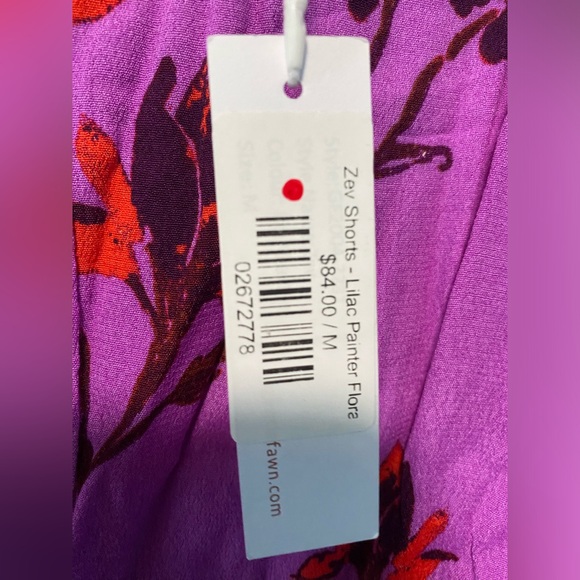 Zev Shorts - Lilac Painter Flora
$84.00 / M
02672778
fawn.com